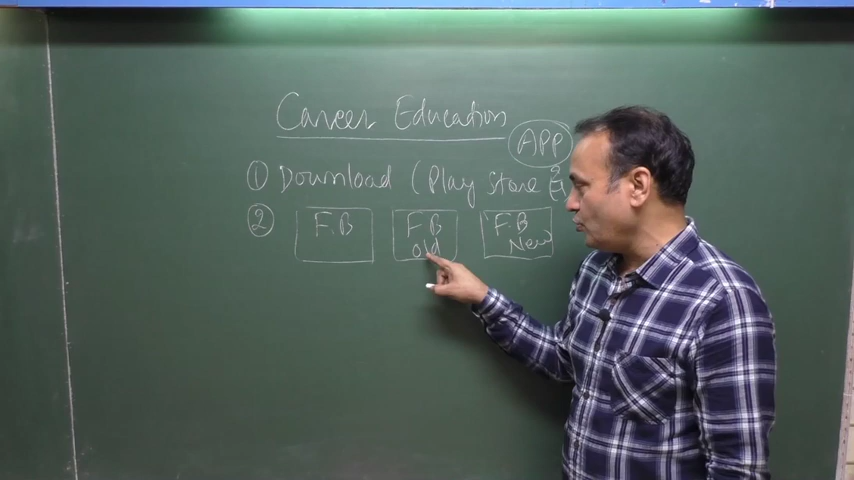 Career Education
APP
① Download (Play Store
② F.B F.B F.B
Old New